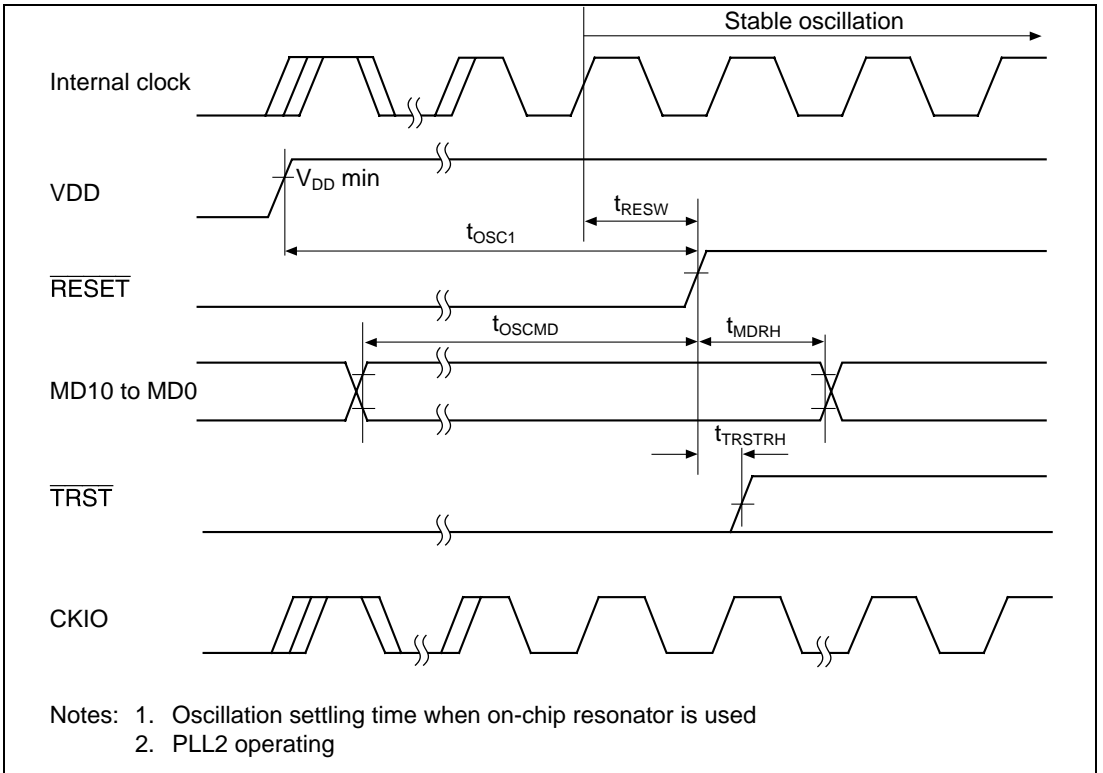 Stable oscillation
Internal clock
VDD
VDD min
tRESW
tOSC1
RESET
tOSCMD
tMDRH
MD10 to MD0
tTRSTRH
TRST
CKIO
Notes: 1. Oscillation settling time when on-chip resonator is used
2. PLL2 operating